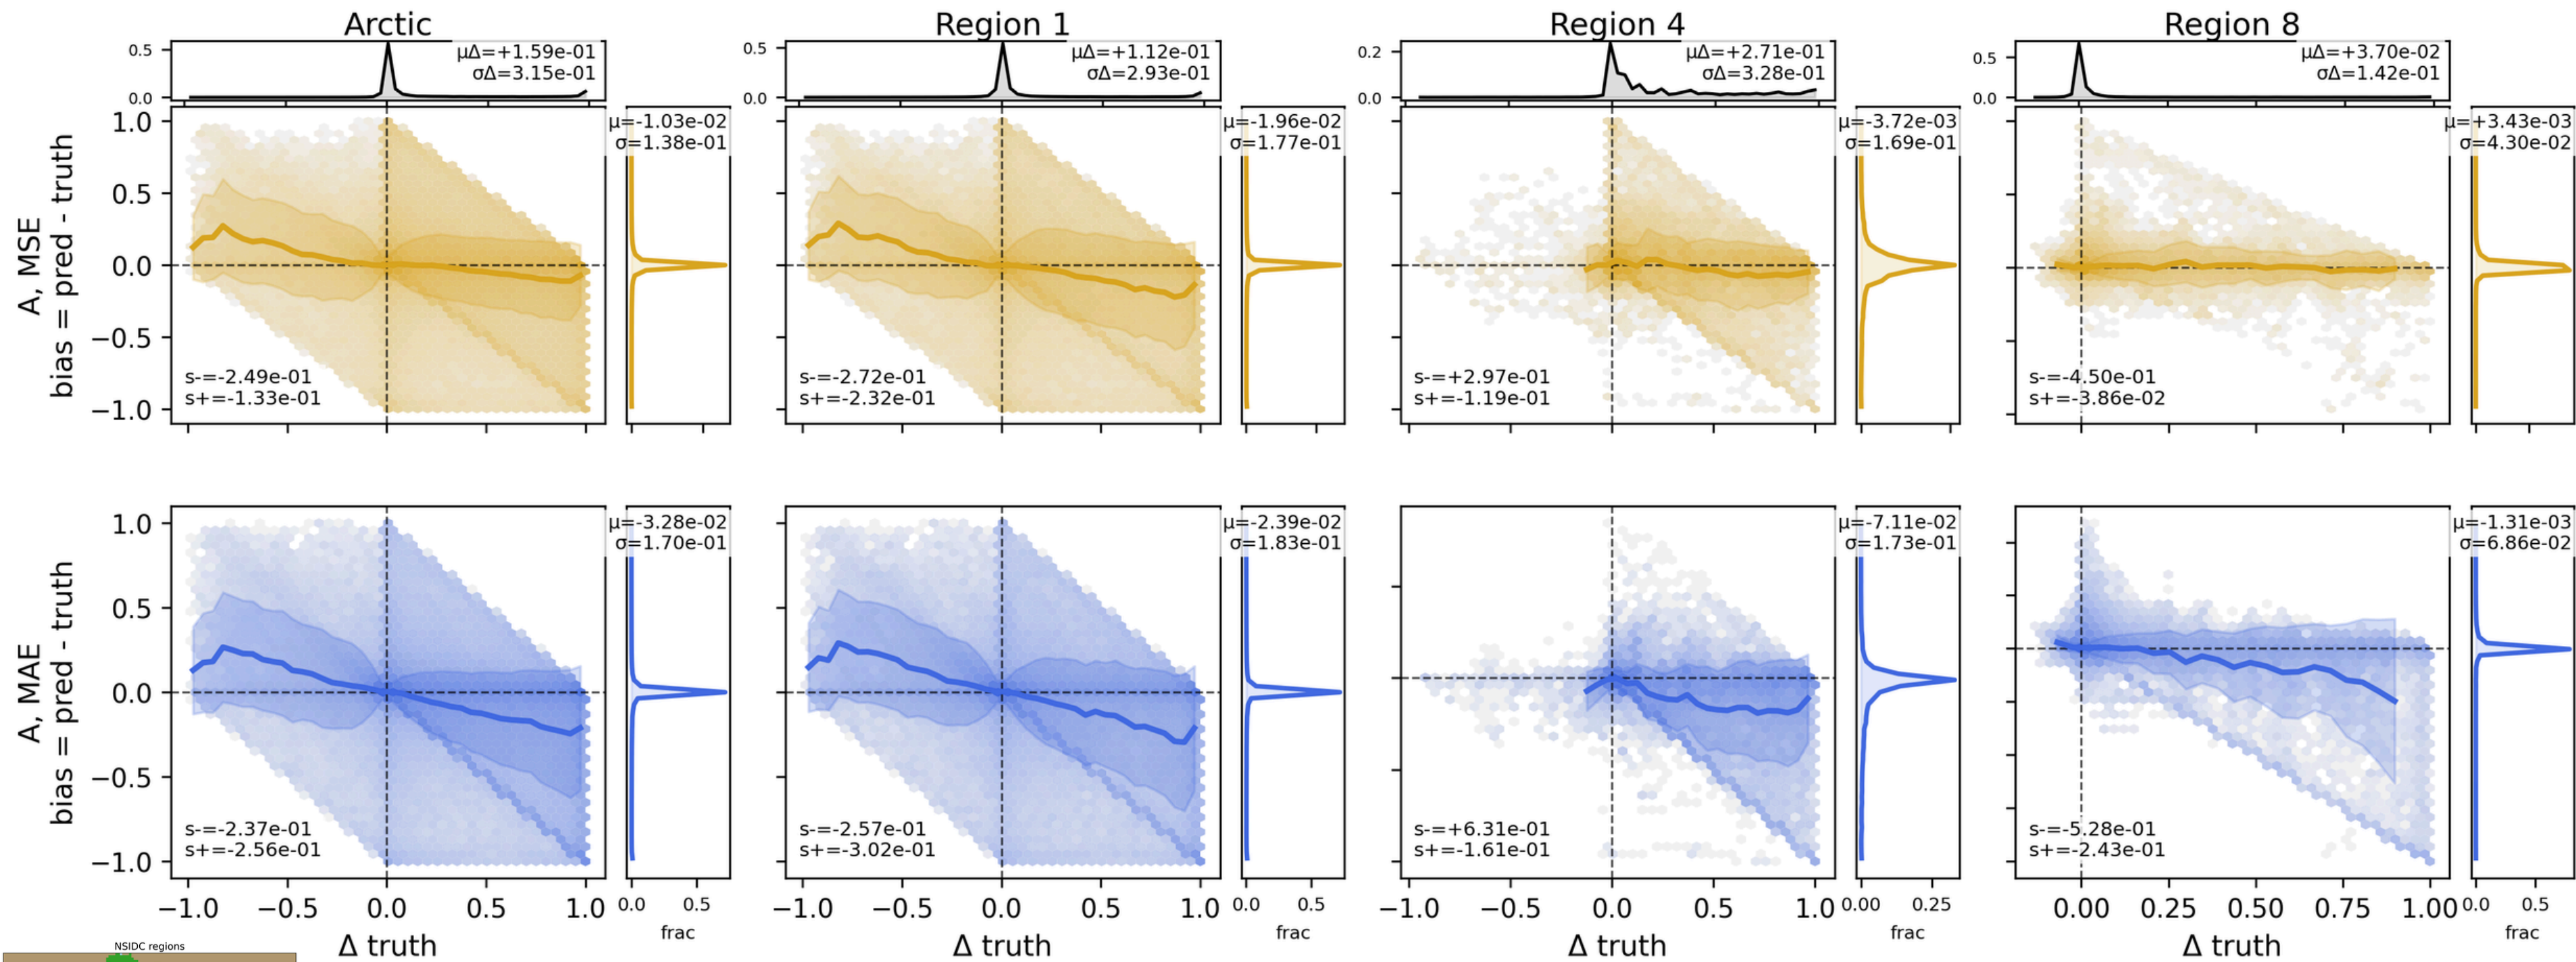 Arctic
Region 1
Region 4
Region 8
0.5
0.0
μΔ=+1.59e-01
σΔ=3.15e-01
0.5
0.0
μΔ=+1.12e-01
σΔ=2.93e-01
0.2
0.0
μΔ=+2.71e-01
σΔ=3.28e-01
0.5
0.0
μΔ=+3.70e-02
σΔ=1.42e-01
A, MSE
bias = pred - truth
1.0
0.5
0.0
−0.5
−1.0
s-=-2.49e-01
s+=-1.33e-01
μ=-1.03e-02
σ=1.38e-01
s-=-2.72e-01
s+=-2.32e-01
μ=-1.96e-02
σ=1.77e-01
s-=+2.97e-01
s+=-1.19e-01
μ=-3.72e-03
σ=1.69e-01
s-=-4.50e-01
s+=-3.86e-02
μ=+3.43e-03
σ=4.30e-02
A, MAE
bias = pred - truth
1.0
0.5
0.0
−0.5
−1.0
s-=-2.37e-01
s+=-2.56e-01
μ=-3.28e-02
σ=1.70e-01
s-=-2.57e-01
s+=-3.02e-01
μ=-2.39e-02
σ=1.83e-01
s-=+6.31e-01
s+=-1.61e-01
μ=-7.11e-02
σ=1.73e-01
s-=-5.28e-01
s+=-2.43e-01
μ=-1.31e-03
σ=6.86e-02
−1.0 −0.5 0.0 0.5 1.0
0.0 0.5
−1.0 −0.5 0.0 0.5 1.0
0.0 0.5
−1.0 −0.5 0.0 0.5 1.0
0.00 0.25
0.00 0.25 0.50 0.75 1.00
0.0 0.5
Δ truth
frac
Δ truth
frac
Δ truth
frac
Δ truth
frac
NSIDC regions